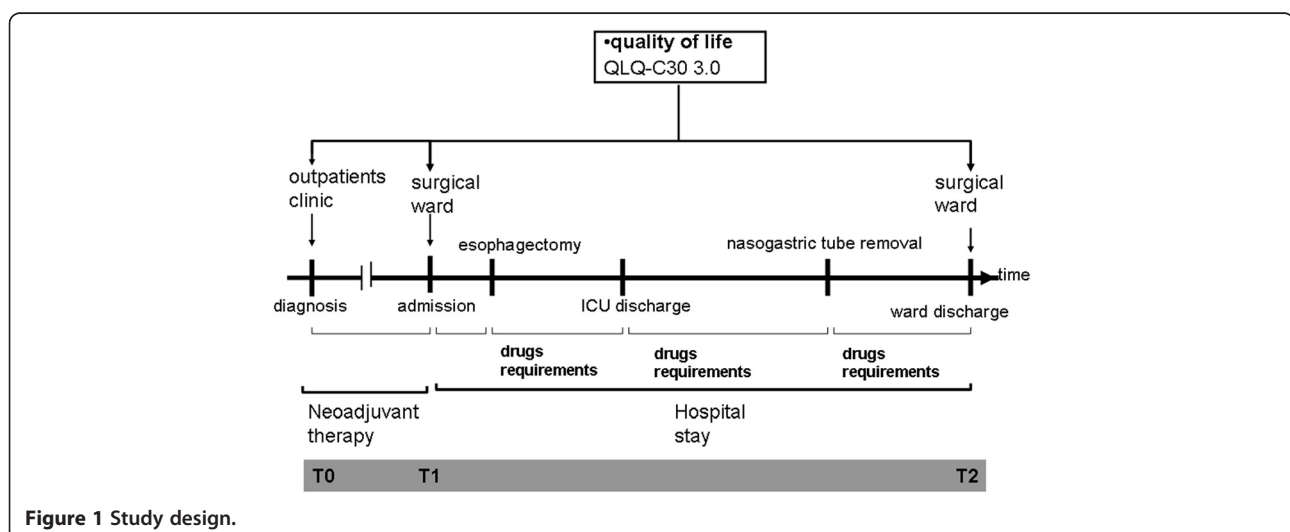 •quality of life
QLQ-C30 3.0
outpatients
clinic
surgical
ward
surgical
ward
esophagectomy
nasogastric tube removal
time
diagnosis
admission
ICU discharge
ward discharge
drugs
requirements
drugs
requirements
drugs
requirements
Neoadjuvant
therapy
Hospital
stay
T0 T1 T2
Figure 1 Study design.